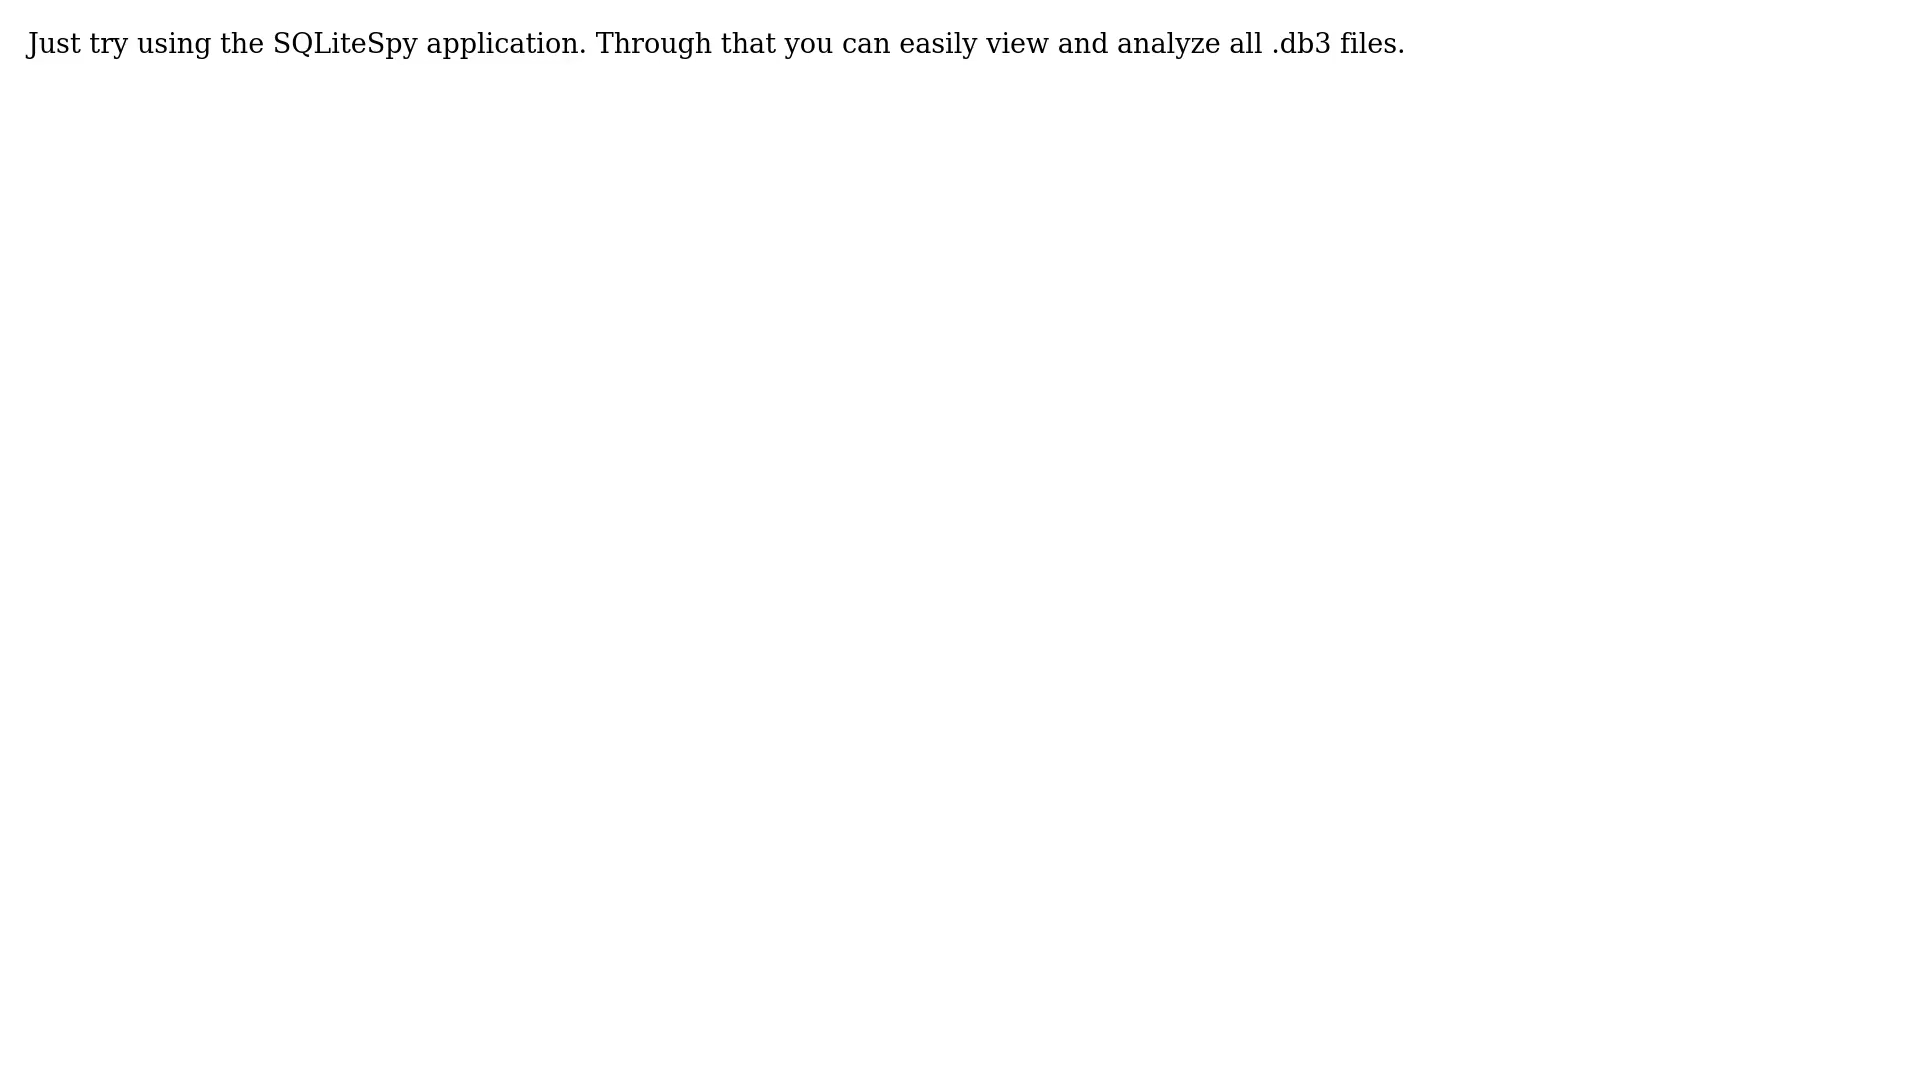 Just try using the SQLiteSpy application. Through that you can easily view and analyze all .db3 files.